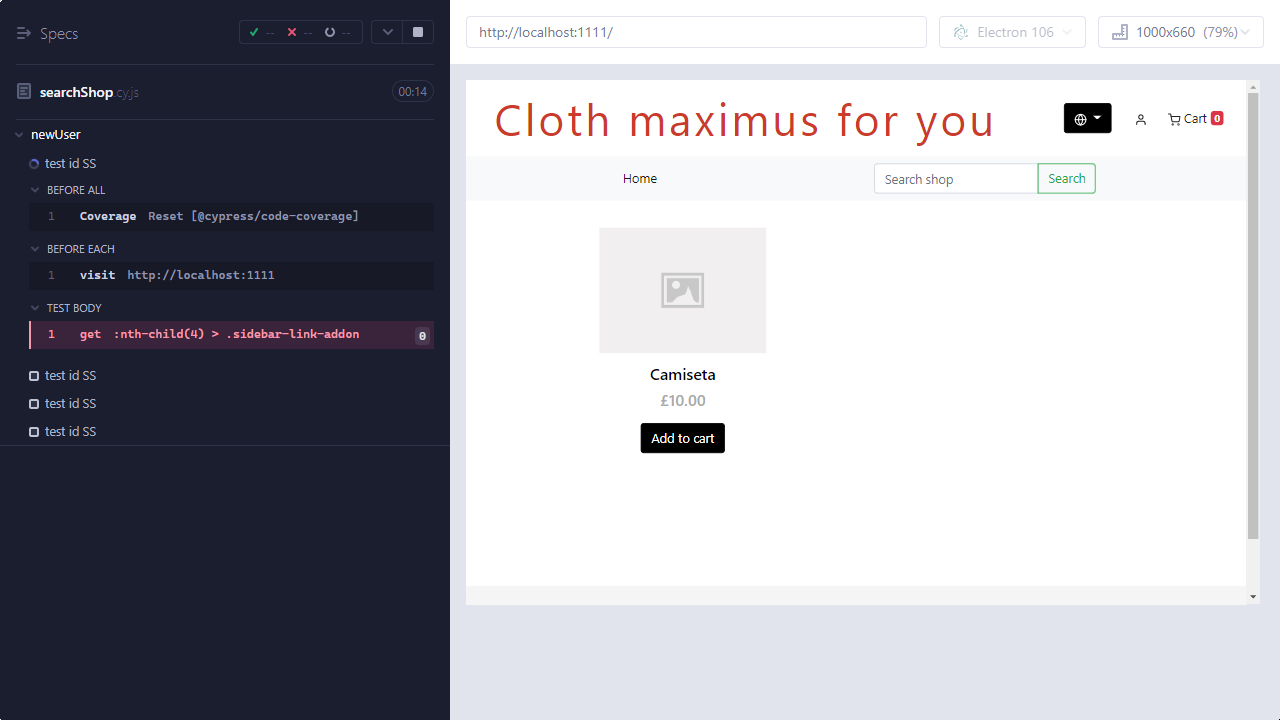 Specs
--
--
--
searchShop.cy.js
00:14
newUser
test id SS
BEFORE ALL
1 Coverage Reset [@cypress/code-coverage]
BEFORE EACH
1 visit http://localhost:1111
TEST BODY
1 get :nth-child(4) > .sidebar-link-addon 0
test id SS
test id SS
test id SS
http://localhost:1111/
Electron 106
1000x660 (79%)
Cloth maximus for you
Cart 0
Home
Search shop
Search
Camiseta
£10.00
Add to cart